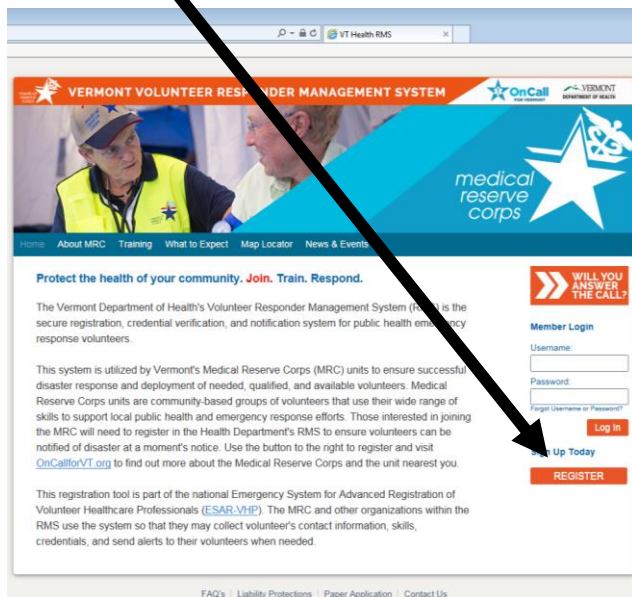 VT Health RMS
medical
reserve
corps
VERMONT VOLUNTEER RESPONDER MANAGEMENT SYSTEM
OnCall
FOR VERMONT
VERMONT
DEPARTMENT OF HEALTH
medical
reserve
corps
Home About MRC Training What to Expect Map Locator News & Events
Protect the health of your community. Join. Train. Respond.
The Vermont Department of Health's Volunteer Responder Management System (RMS) is the
secure registration, credential verification, and notification system for public health emergency
response volunteers.
This system is utilized by Vermont's Medical Reserve Corps (MRC) units to ensure successful
disaster response and deployment of needed, qualified, and available volunteers. Medical
Reserve Corps units are community-based groups of volunteers that use their wide range of
skills to support local public health and emergency response efforts. Those interested in joining
the MRC will need to register in the Health Department's RMS to ensure volunteers can be
notified of disaster at a moment's notice. Use the button to the right to register and visit
OnCallforVT.org to find out more about the Medical Reserve Corps and the unit nearest you.
This registration tool is part of the national Emergency System for Advanced Registration of
Volunteer Healthcare Professionals (ESAR-VHP). The MRC and other organizations within the
RMS use the system so that they may collect volunteer's contact information, skills,
credentials, and send alerts to their volunteers when needed.
WILL YOU
ANSWER
THE CALL?
Member Login
Username:
Password:
Forgot Username or Password?
Log In
Sign Up Today
REGISTER
FAQ's | Liability Protections | Paper Application | Contact Us